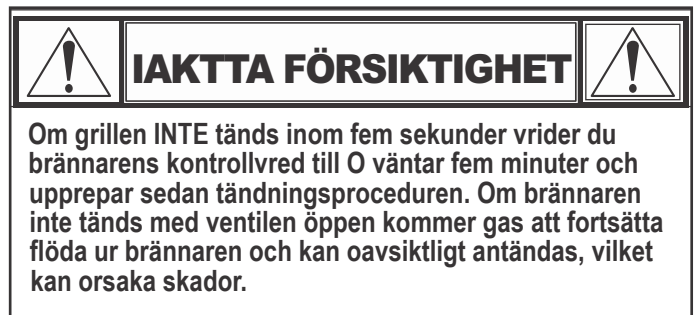 IAKTTA FÖRSIKTIGHET
Om grillen INTE tänds inom fem sekunder vrider du
brännarens kontrollvred till O väntar fem minuter och
upprepar sedan tändningsproceduren. Om brännaren
inte tänds med ventilen öppen kommer gas att fortsätta
flöda ur brännaren och kan oavsiktligt antändas, vilket
kan orsaka skador.